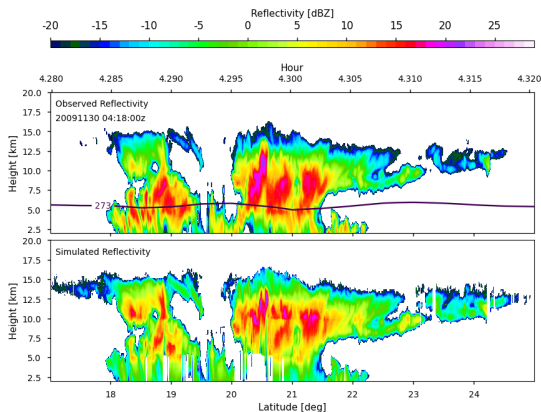 Reflectivity [dBZ]
-20 -15 -10 -5 0 5 10 15 20 25
Hour
4.280 4.285 4.290 4.295 4.300 4.305 4.310 4.315 4.320
Observed Reflectivity
20091130 04:18:00z
20.0
17.5
15.0
12.5
10.0
7.5
5.0
2.5
Height [km]
273
Simulated Reflectivity
20.0
17.5
15.0
12.5
10.0
7.5
5.0
2.5
Height [km]
18 19 20 21 22 23 24
Latitude [deg]